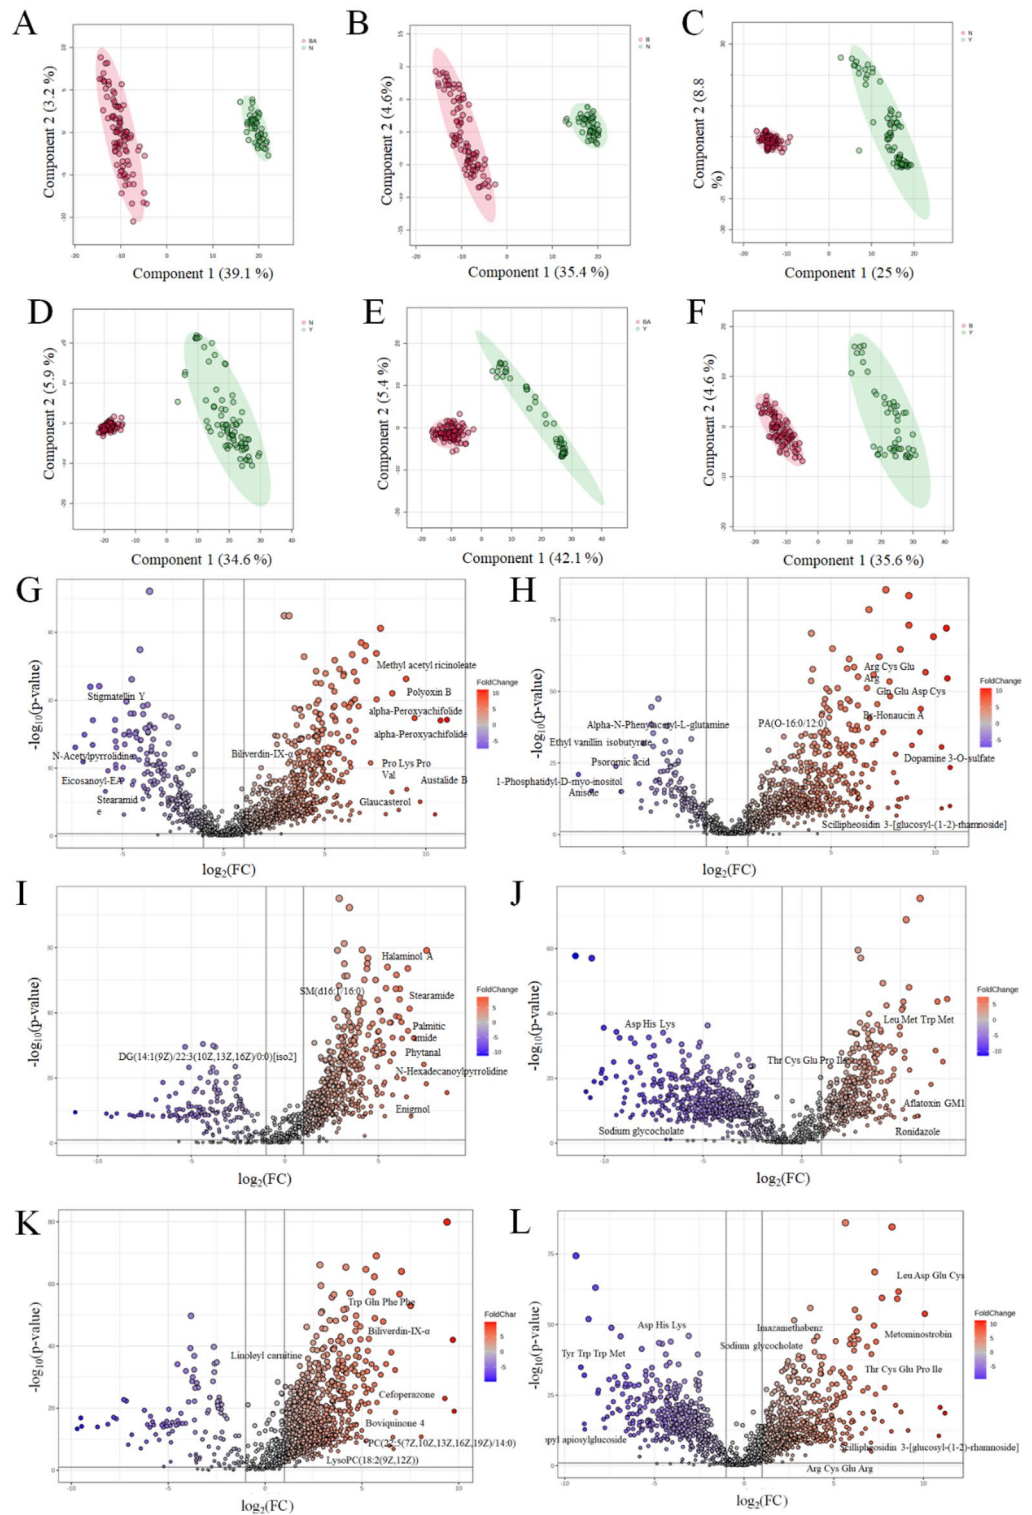 A
BA
N
Component 2 (3.2 %)
Component 1 (39.1 %)
B
B
N
Component 2 (4.6%)
Component 1 (35.4 %)
C
N
Y
Component 2 (8.8
%)
Component 1 (25 %)
D
N
Y
Component 2 (5.9 %)
Component 1 (34.6 %)
E
BA
Y
Component 2 (5.4 %)
Component 1 (42.1 %)
F
B
Y
Component 2 (4.6 %)
Component 1 (35.6 %)
G
-log10(p-value)
Methyl acetyl ricinoleate
Stigmatellin Y
Polyoxin B
alpha-Peroxyachifolide
alpha-Peroxyachifolide
N-Acetylpyrrolidine
Biliverdin-IX-α
Pro Lys Pro
Val
Eicosanoyl-EA
Austalide B
Stearamid
e
Glaucasterol
FoldChange
log2(FC)
H
-log10(p-value)
Arg Cys Glu
Arg
Gln Glu Asp Cys
Alpha-N-Phenylacetyl-L-glutamine
PA(O-16:0/12:0)
Br-Honaucin A
Ethyl vanillin isobutyrate
Psoromic acid
Dopamine 3-O-sulfate
1-Phosphatidyl-D-myo-inositol
Anisole
Scillipheosidin 3-[glucosyl-(1-2)-rhamnoside]
FoldChange
log2(FC)
I
-log10(p-value)
Halaminol A
SM(d16:1/16:0)
Stearamide
Palmitic
amide
DG(14:1(9Z)/22:3(10Z,13Z,16Z)/0:0)[iso2]
Phytanal
N-Hexadecanoylpyrrolidine
Enigmol
FoldChange
log2(FC)
J
-log10(p-value)
Asp His Lys
Leu Met Trp Met
Thr Cys Glu Pro Ile
Aflatoxin GM1
Sodium glycocholate
Ronidazole
FoldChange
log2(FC)
K
-log10(p-value)
Trp Gln Phe Phe
Biliverdin-IX-α
Linoleyl carnitine
Cefoperazone
Boviquinone 4
PC(22:5(7Z,10Z,13Z,16Z,19Z)/14:0)
LysoPC(18:2(9Z,12Z))
FoldChar
log2(FC)
L
-log10(p-value)
Leu Asp Glu Cys
Asp His Lys
Imazamethabenz
Metominostrobin
Sodium glycocholate
Tyr Trp Trp Met
Thr Cys Glu Pro Ile
opyl apiosylglucoside
Scillipheosidin 3-[glucosyl-(1-2)-rhamnoside]
Arg Cys Glu Arg
FoldChange
log2(FC)